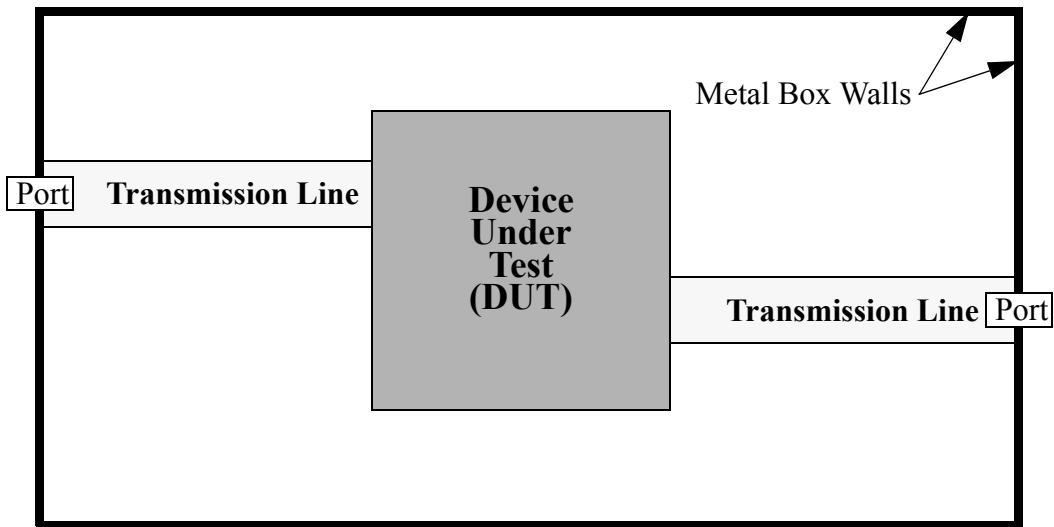 Metal Box Walls
Port
Transmission Line
Device
Under
Test
(DUT)
Transmission Line
Port